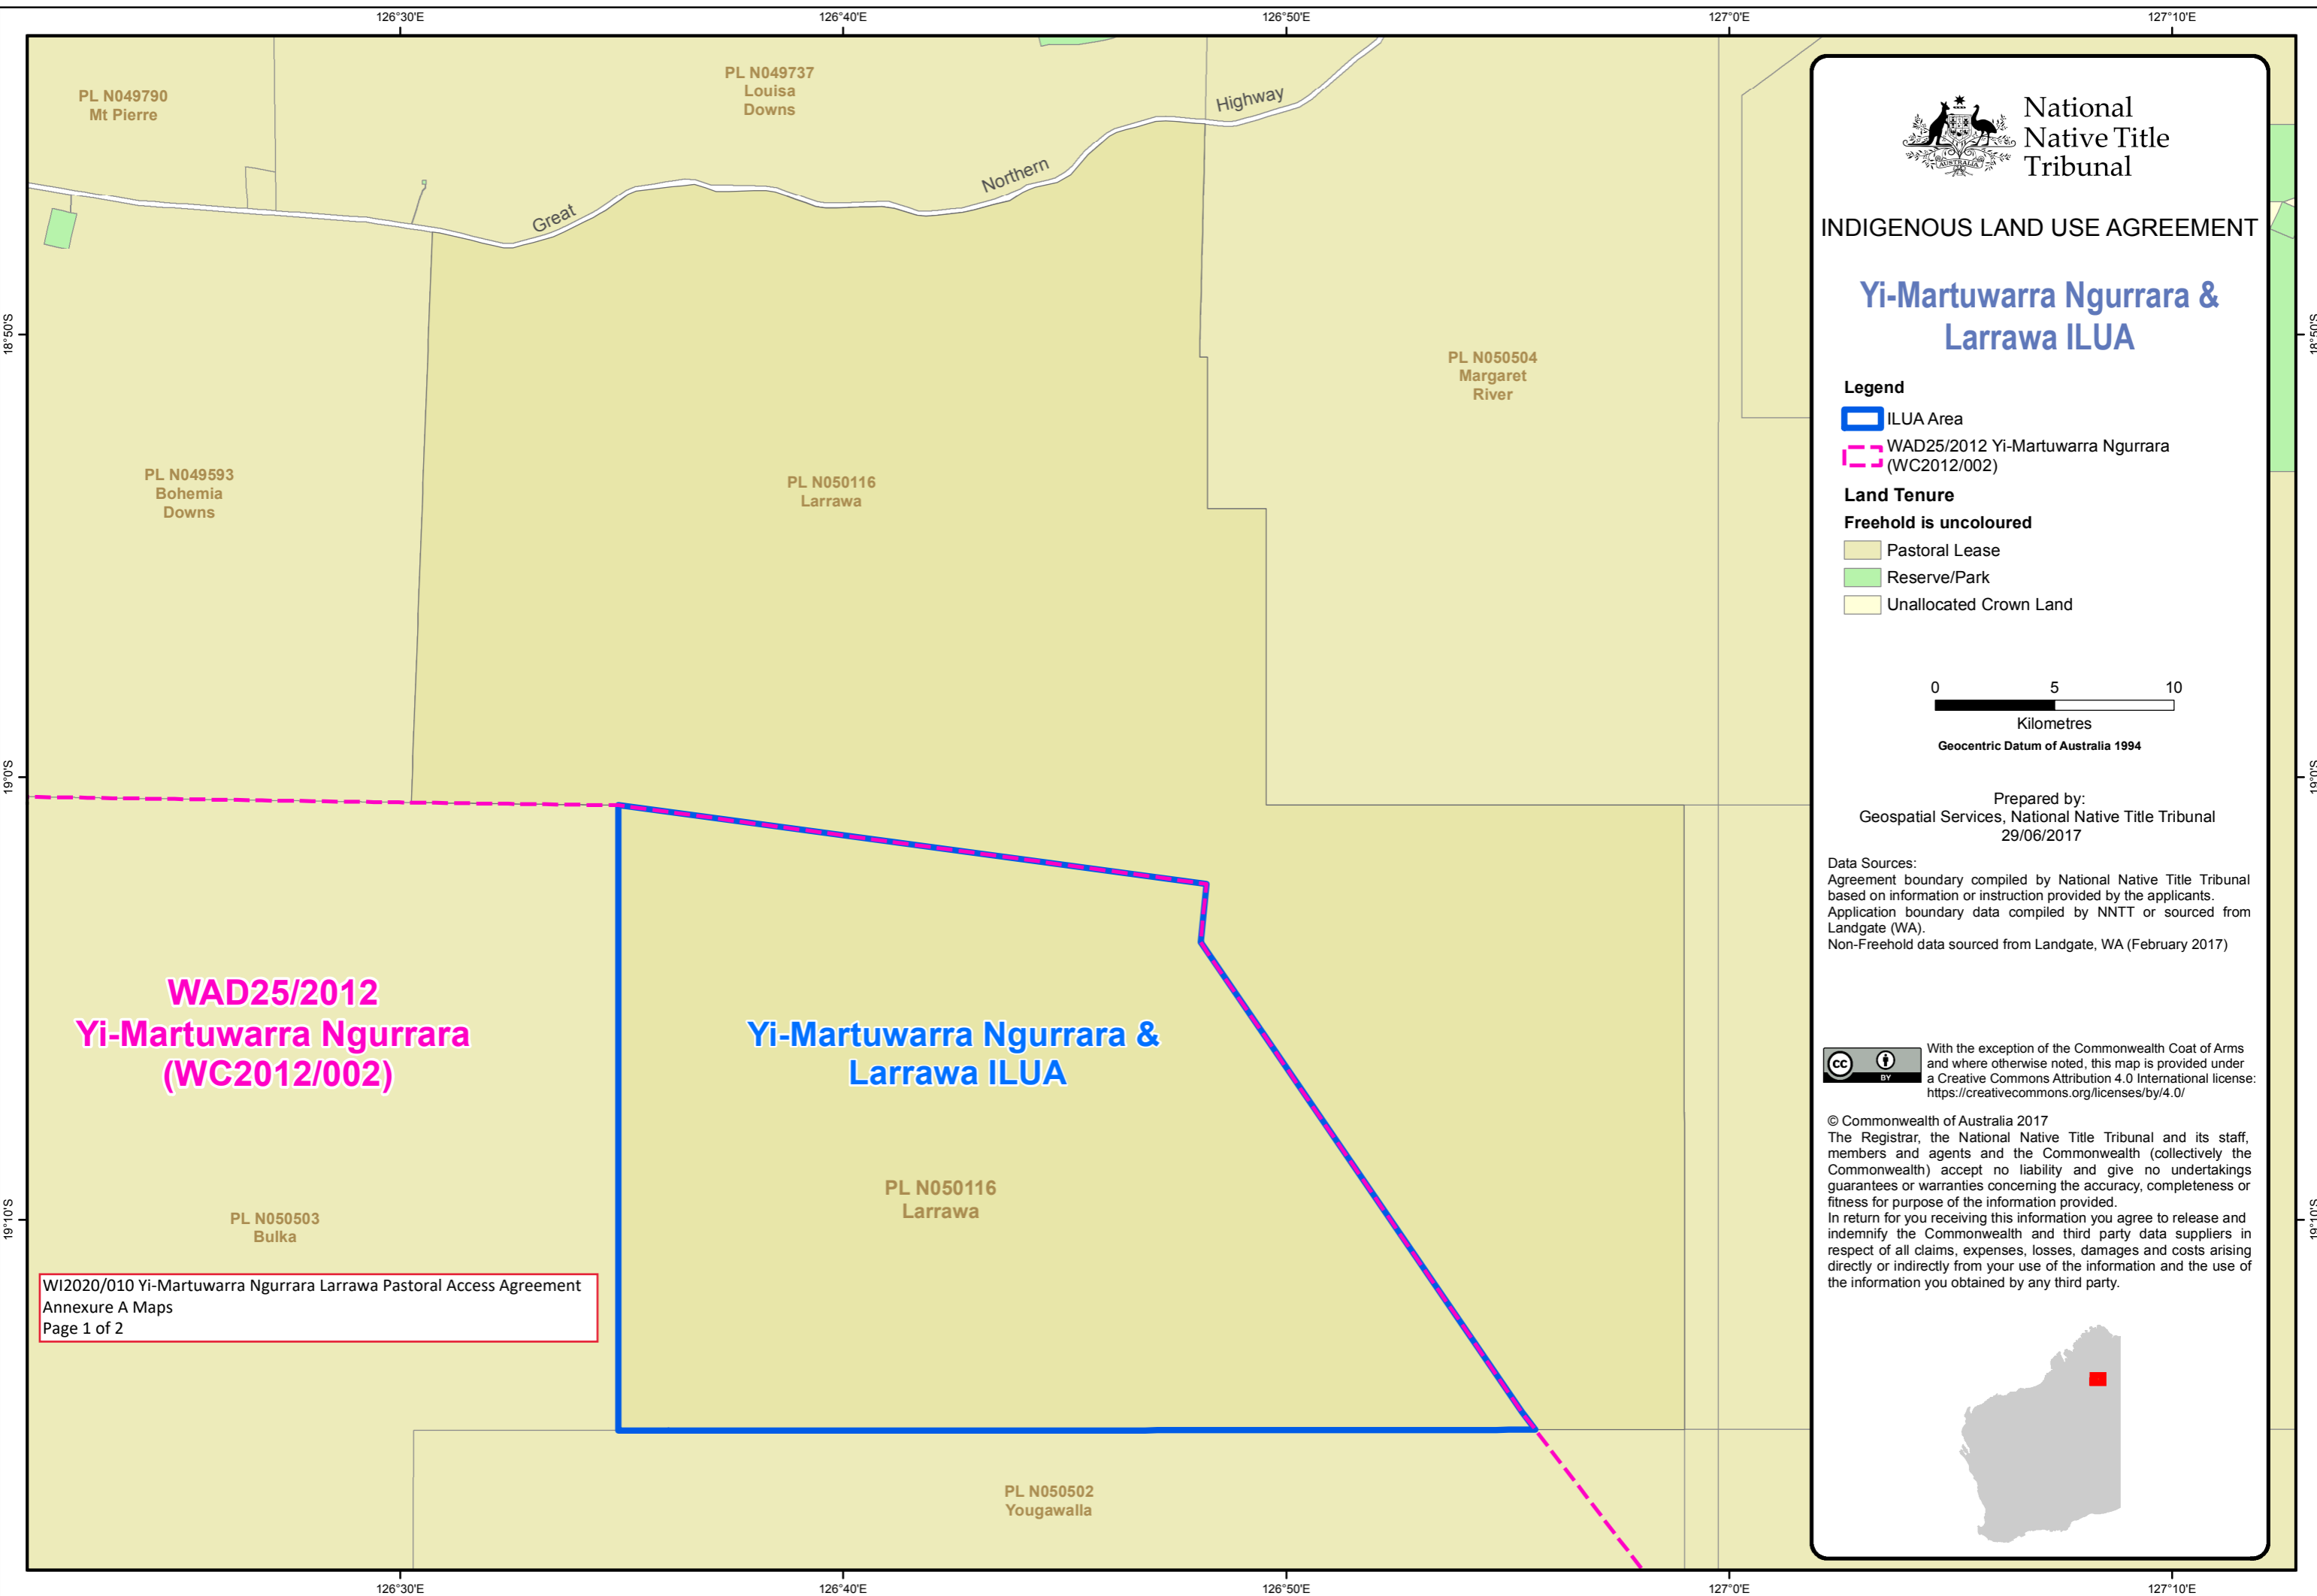 126°30'E
126°40'E
126°50'E
127°0'E
127°10'E
18°50'S
19°0'S
19°10'S
PL N049790
Mt Pierre
PL N049737
Louisa
Downs
Great
Northern
Highway
PL N050504
Margaret
River
PL N049593
Bohemia
Downs
PL N050116
Larrawa
WAD25/2012
Yi-Martuwarra Ngurrara
(WC2012/002)
Yi-Martuwarra Ngurrara &
Larrawa ILUA
PL N050116
Larrawa
PL N050503
Bulka
WI2020/010 Yi-Martuwarra Ngurrara Larrawa Pastoral Access Agreement
Annexure A Maps
Page 1 of 2
PL N050502
Yougawalla
AUSTRALIA
National
Native Title
Tribunal
INDIGENOUS LAND USE AGREEMENT
Yi-Martuwarra Ngurrara &
Larrawa ILUA
Legend
ILUA Area
WAD25/2012 Yi-Martuwarra Ngurrara
(WC2012/002)
Land Tenure
Freehold is uncoloured
Pastoral Lease
Reserve/Park
Unallocated Crown Land
0 5 10
Kilometres
Geocentric Datum of Australia 1994
Prepared by:
Geospatial Services, National Native Title Tribunal
29/06/2017
Data Sources:
Agreement boundary compiled by National Native Title Tribunal
based on information or instruction provided by the applicants.
Application boundary data compiled by NNTT or sourced from
Landgate (WA).
Non-Freehold data sourced from Landgate, WA (February 2017)
cc
BY
With the exception of the Commonwealth Coat of Arms
and where otherwise noted, this map is provided under
a Creative Commons Attribution 4.0 International license:
https://creativecommons.org/licenses/by/4.0/
© Commonwealth of Australia 2017
The Registrar, the National Native Title Tribunal and its staff,
members and agents and the Commonwealth (collectively the
Commonwealth) accept no liability and give no undertakings
guarantees or warranties concerning the accuracy, completeness or
fitness for purpose of the information provided.
In return for you receiving this information you agree to release and
indemnify the Commonwealth and third party data suppliers in
respect of all claims, expenses, losses, damages and costs arising
directly or indirectly from your use of the information and the use of
the information you obtained by any third party.
18°50'S
19°0'S
19°10'S
126°30'E
126°40'E
126°50'E
127°0'E
127°10'E